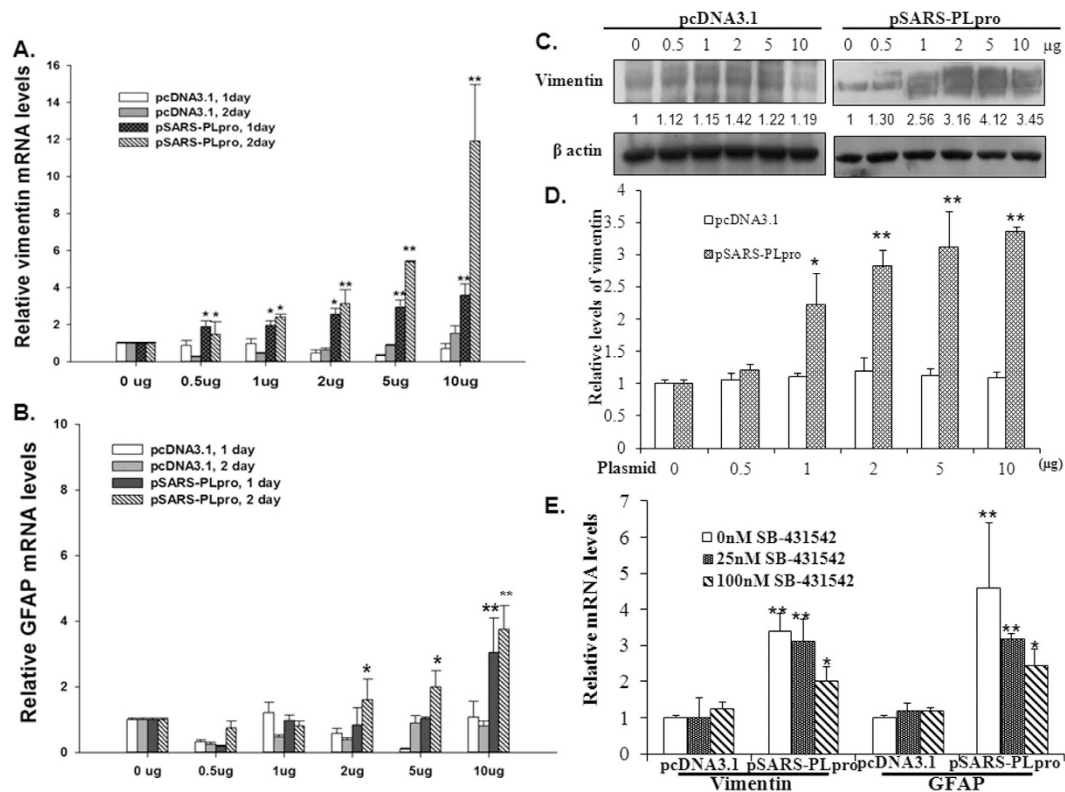 A.
Relative vimentin mRNA levels
16
14
12
10
8
6
4
2
0
pcDNA3.1, 1day
pcDNA3.1, 2day
pSARS-PLpro, 1day
pSARS-PLpro, 2day
* *
* *
* **
** **
** **
0 ug 0.5ug 1ug 2ug 5ug 10ug
B.
Relative GFAP mRNA levels
10
8
6
4
2
0
pcDNA3.1, 1 day
pcDNA3.1, 2 day
pSARS-PLpro, 1 day
pSARS-PLpro, 2 day
*
*
** **
0 ug 0.5ug 1ug 2ug 5ug 10ug
C.
pcDNA3.1 pSARS-PLpro
0 0.5 1 2 5 10 0 0.5 1 2 5 10 μg
Vimentin
1 1.12 1.15 1.42 1.22 1.19 1 1.30 2.56 3.16 4.12 3.45
β actin
D.
Relative levels of vimentin
4
3.5
3
2.5
2
1.5
1
0.5
0
pcDNA3.1
pSARS-PLpro
* ** ** **
Plasmid 0 0.5 1 2 5 10 (μg)
E.
Relative mRNA levels
7
6
5
4
3
2
1
0
0nM SB-431542
25nM SB-431542
100nM SB-431542
** ** *
** ** *
pcDNA3.1 pSARS-PLpro pcDNA3.1 pSARS-PLpro
Vimentin GFAP